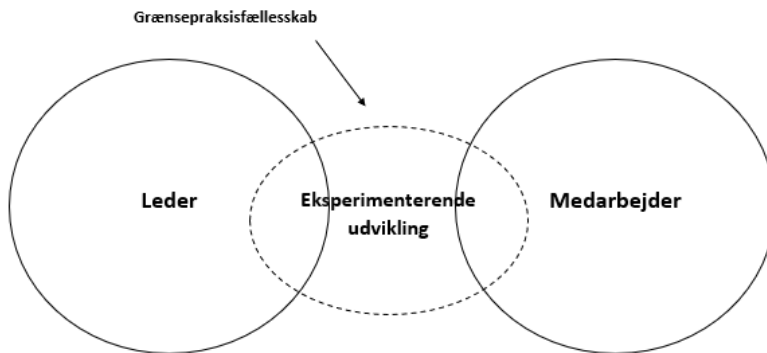 Grænsepraksisfællesskab
Leder
Eksperimenterende
udvikling
Medarbejder